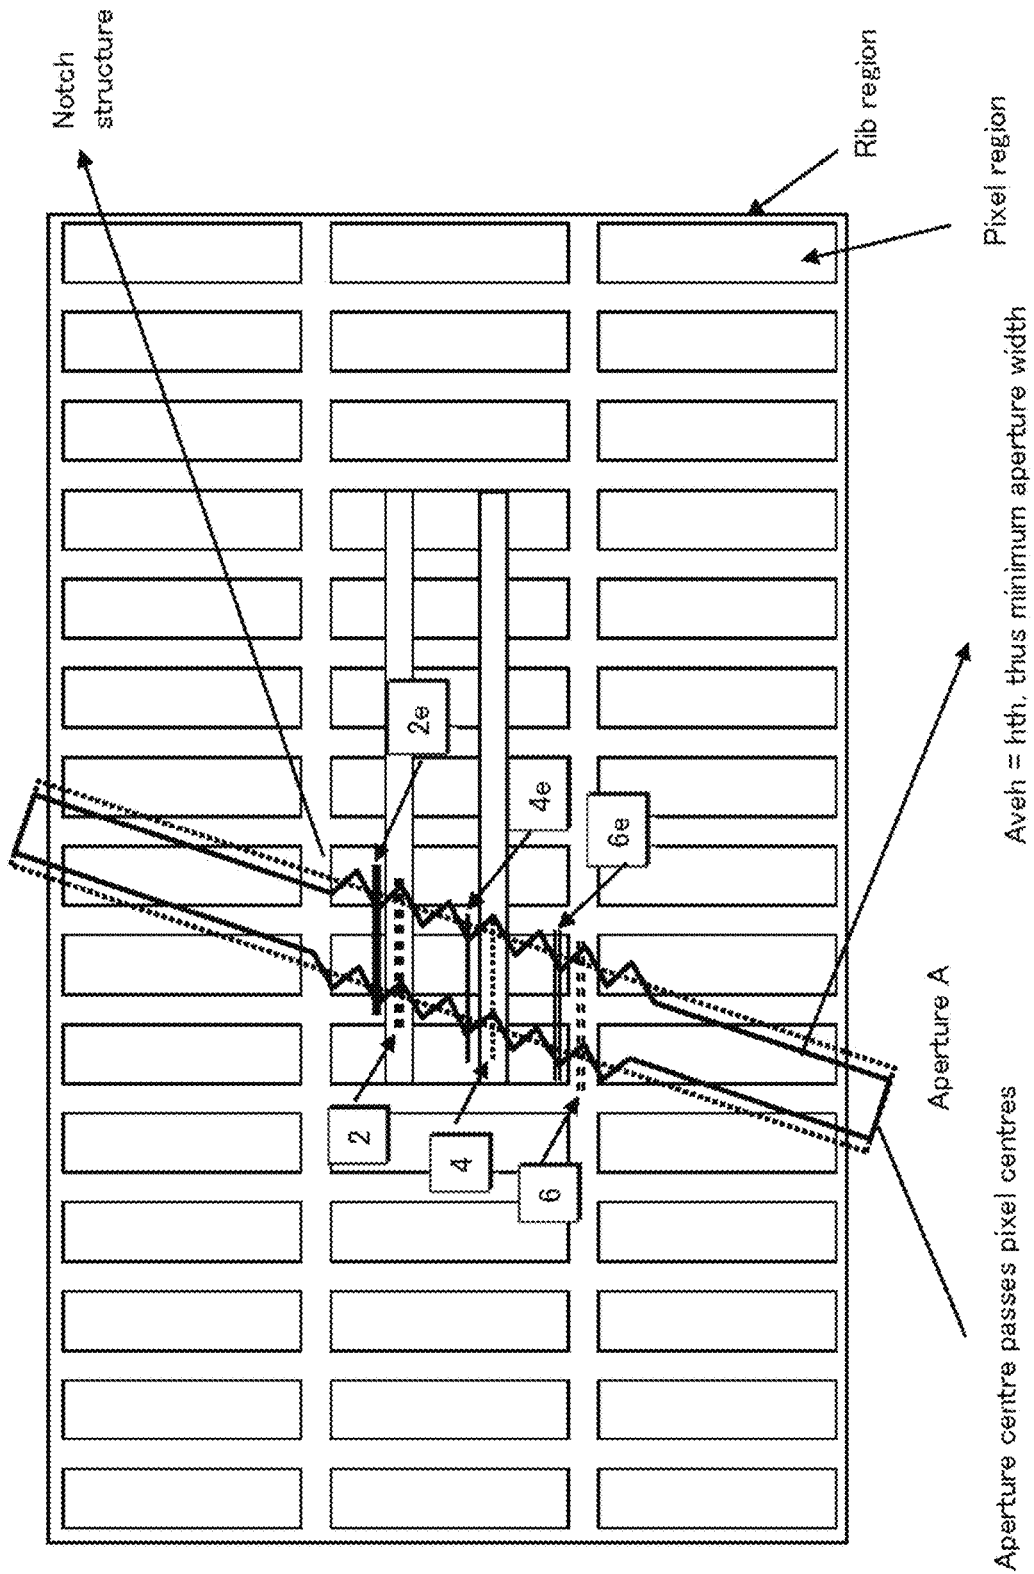 Notch
structure
Rib region
Pixel region
2e
4e
6e
2
4
6
Aveh = hth, thus minimum aperture width
Aperture A
Aperture centre passes pixel centres